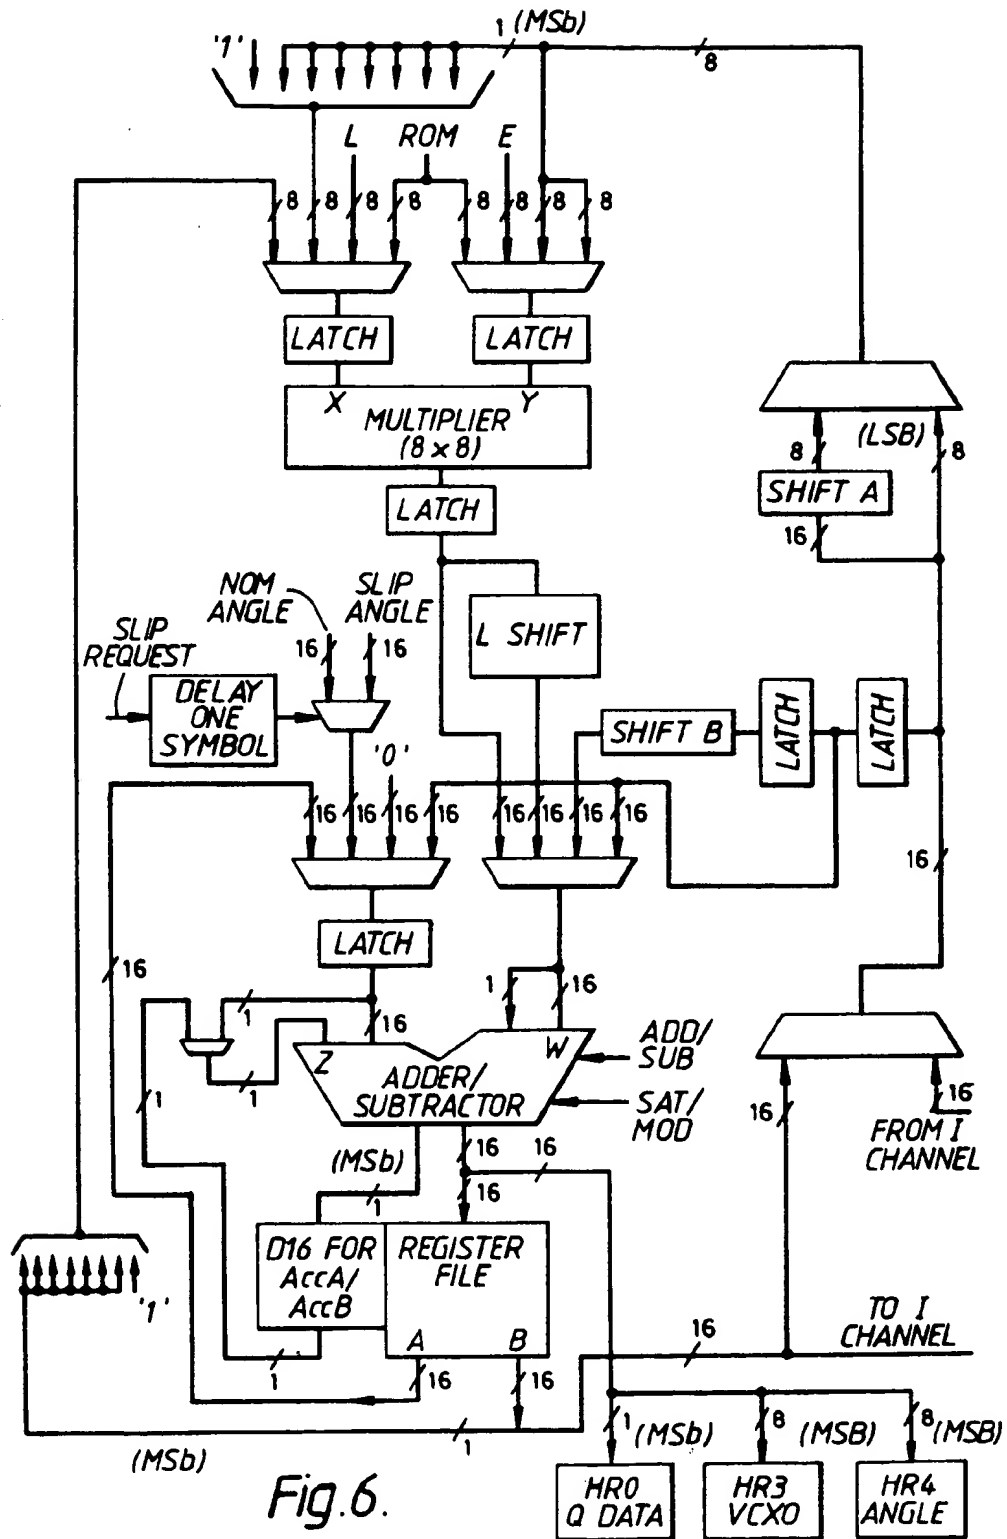 1 (MSb)
'1'
8
L ROM E
8 8 8 8 8 8 8 8
LATCH LATCH
X Y
MULTIPLIER
(8 x 8)
LATCH
8 (LSB) 8
SHIFT A
16
NOM
ANGLE
SLIP
ANGLE
16 16
SLIP
REQUEST
DELAY
ONE
SYMBOL
L SHIFT
SHIFT B
LATCH
LATCH
'0'
16 16 16 16 16 16 16 16
16
LATCH
16
1 16
1 16
Z W
ADDER/
SUBTRACTOR
ADD/
SUB
SAT/
MOD
1 1
16 16
FROM I
CHANNEL
(MSb)
1
16 16
16
D16 FOR
AccA/
AccB
REGISTER
FILE
A B
'1'
1
16 16
16
TO I
CHANNEL
(MSb)
1
1 (MSb) 8 (MSB) 8 (MSB)
HR0
Q DATA
HR3
VCXO
HR4
ANGLE
Fig.6.